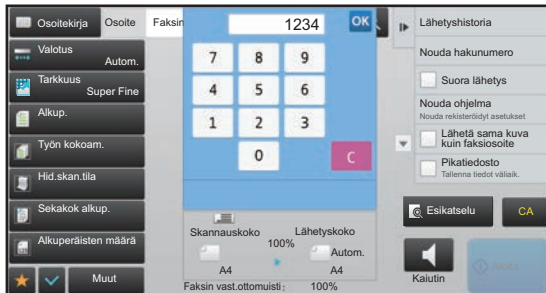 Osoitekirja
Osoite
Faksin
1234
OK
Valotus
Autom.
Tarkkuus
Super Fine
Alkup.
Työn kokoam.
Hid.skan.tila
Sekakok alkup.
Alkuperäisten määrä
Muut
7 8 9
4 5 6
1 2 3
0 C
Skannauskoko
100%
Lähetyskoko
Autom.
A4
A4
Faksin vast.ottomuisti: 100%
Lähetyshistoria
Nouda hakunumero
Suora lähetys
Nouda ohjelma
Nouda rekisteröidyt asetukset
Lähetä sama kuva
kuin faksiosoite
Pikatiedosto
Tallenna tiedot väliaik.
Esikatselu
CA
Kaiutin
Aloita